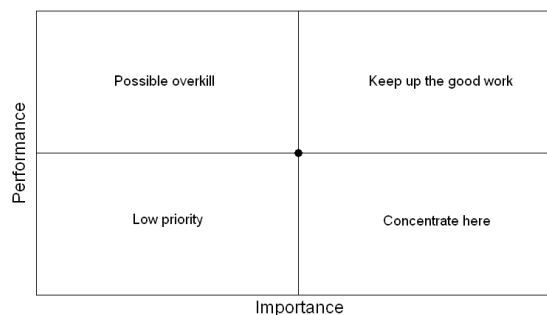 Possible overkill
Keep up the good work
Performance
Low priority
Concentrate here
Importance